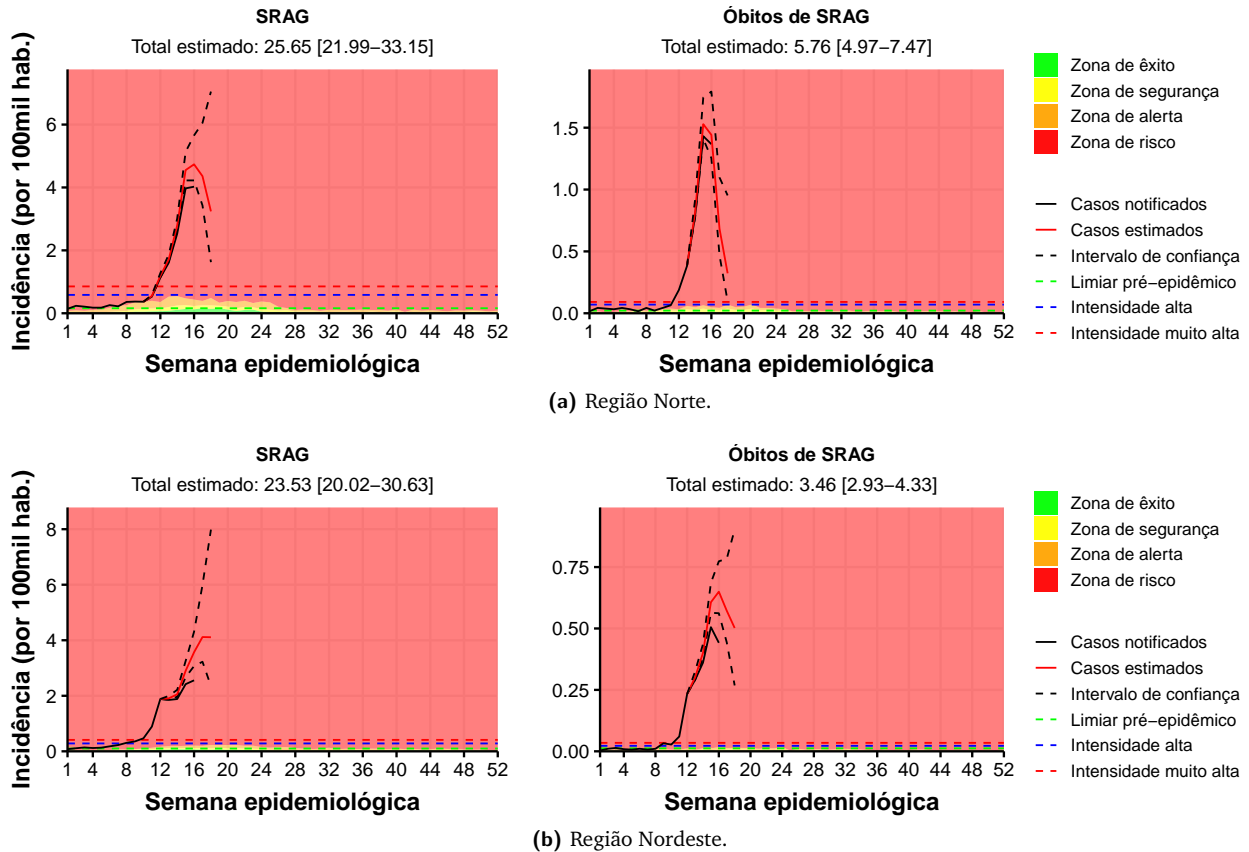 SRAG
Total estimado: 25.65 [21.99−33.15]
Incidência (por 100mil hab.)
6
4
2
0
1 4 8 12 16 20 24 28 32 36 40 44 48 52
Semana epidemiológica
Óbitos de SRAG
Total estimado: 5.76 [4.97−7.47]
1.5
1.0
0.5
0.0
1 4 8 12 16 20 24 28 32 36 40 44 48 52
Semana epidemiológica
Zona de êxito
Zona de segurança
Zona de alerta
Zona de risco
Casos notificados
Casos estimados
Intervalo de confiança
Limiar pré−epidêmico
Intensidade alta
Intensidade muito alta
(a) Região Norte.
SRAG
Total estimado: 23.53 [20.02−30.63]
Incidência (por 100mil hab.)
8
6
4
2
0
1 4 8 12 16 20 24 28 32 36 40 44 48 52
Semana epidemiológica
Óbitos de SRAG
Total estimado: 3.46 [2.93−4.33]
0.75
0.50
0.25
0.00
1 4 8 12 16 20 24 28 32 36 40 44 48 52
Semana epidemiológica
Zona de êxito
Zona de segurança
Zona de alerta
Zona de risco
Casos notificados
Casos estimados
Intervalo de confiança
Limiar pré−epidêmico
Intensidade alta
Intensidade muito alta
(b) Região Nordeste.